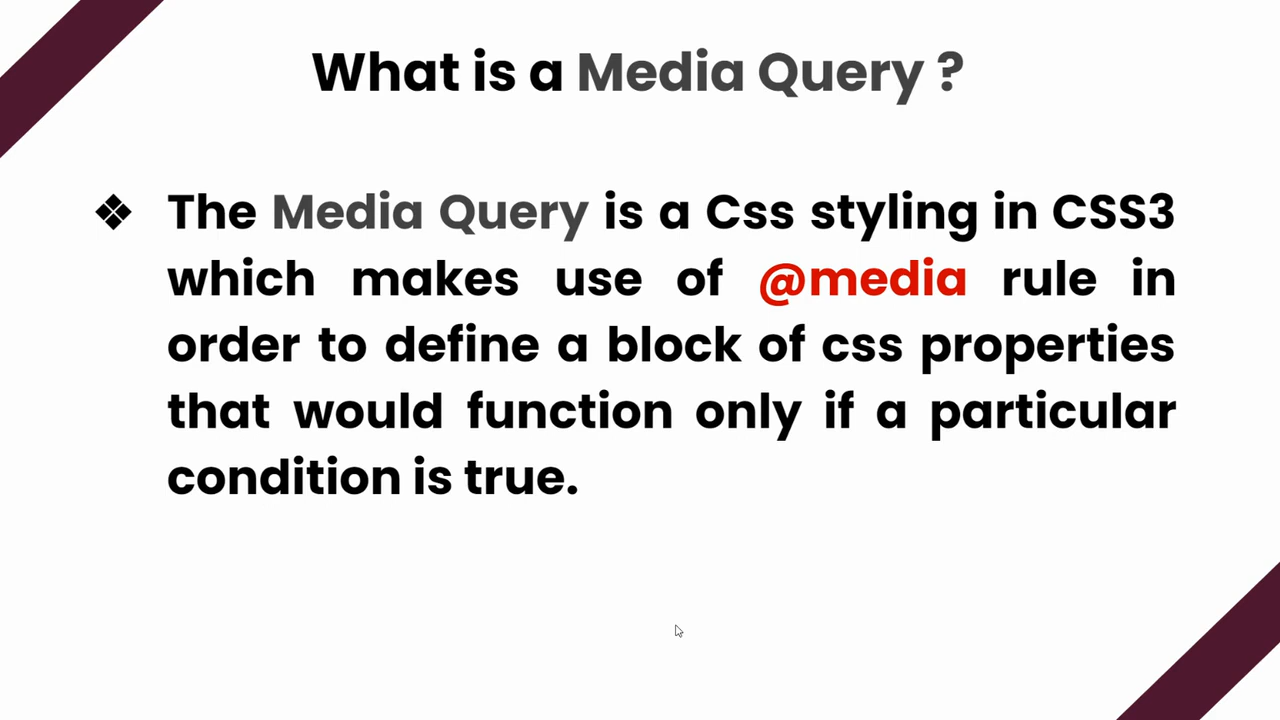 What is a Media Query ?
❖ The Media Query is a Css styling in CSS3
which makes use of @media rule in
order to define a block of css properties
that would function only if a particular
condition is true.